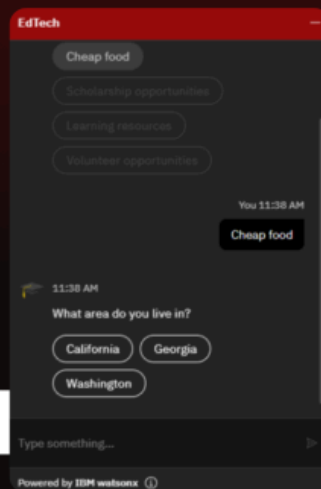 EdTech
Cheap food
Scholarship opportunities
Learning resources
Volunteer opportunities
You 11:38 AM
Cheap food
11:38 AM
What area do you live in?
California Georgia
Washington
Type something...
Powered by IBM watsonx